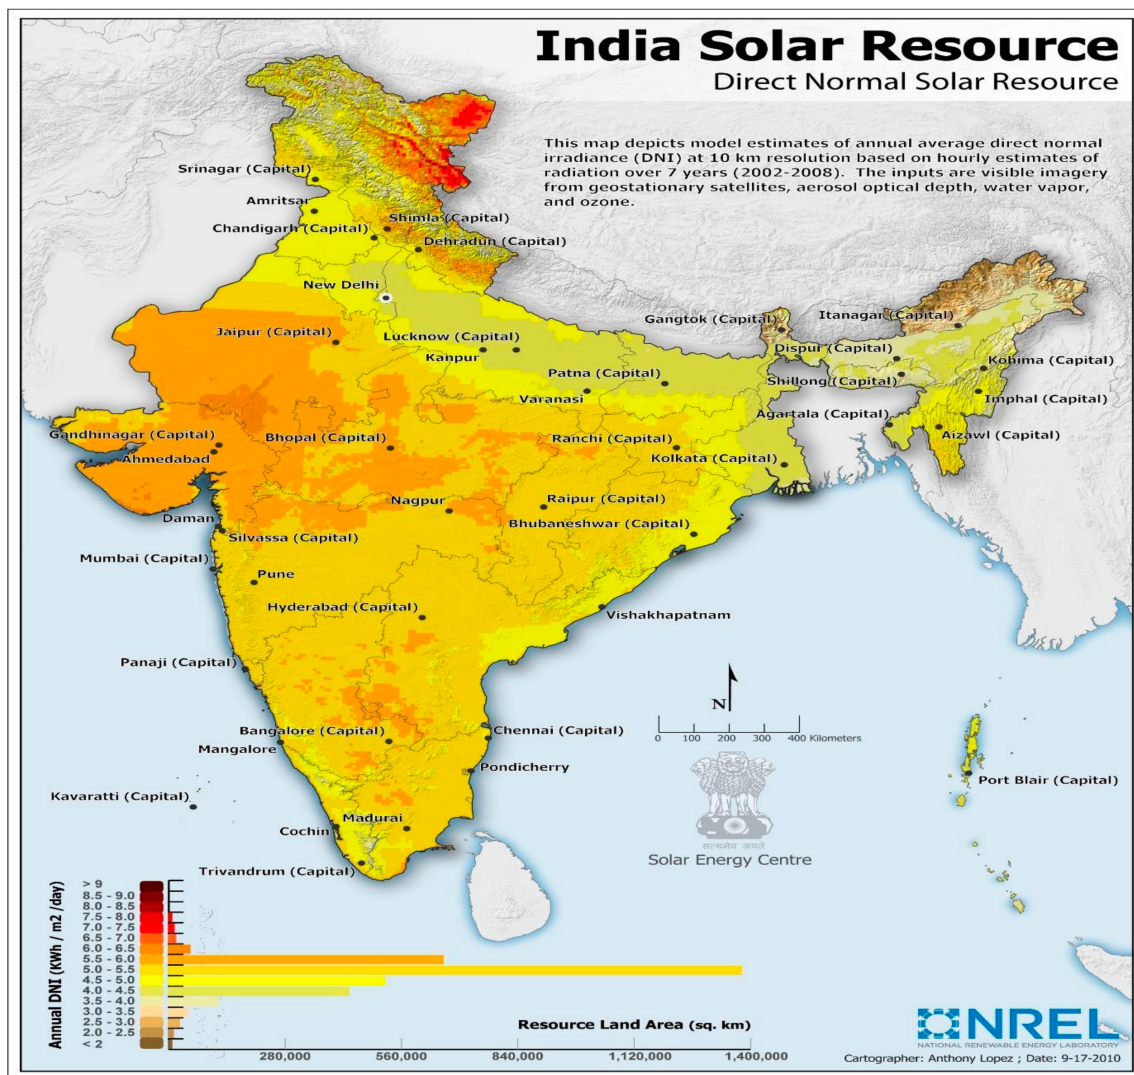 India Solar Resource
Direct Normal Solar Resource
This map depicts model estimates of annual average direct normal
irradiance (DNI) at 10 km resolution based on hourly estimates of
radiation over 7 years (2002-2008). The inputs are visible imagery
from geostationary satellites, aerosol optical depth, water vapor,
and ozone.
Srinagar (Capital)
Amritsar
Shimla (Capital)
Chandigarh (Capital)
Dehradun (Capital)
New Delhi
Jaipur (Capital)
Lucknow (Capital)
Kanpur
Gangtok (Capital)
Itanagar (Capital)
Dispur (Capital)
Kohima (Capital)
Patna (Capital)
Shillong (Capital)
Varanasi
Imphal (Capital)
Agartala (Capital)
Aizawl (Capital)
Gandhinagar (Capital)
Bhopal (Capital)
Ranchi (Capital)
Ahmedabad
Kolkata (Capital)
Nagpur
Raipur (Capital)
Daman
Bhubaneshwar (Capital)
Silvassa (Capital)
Mumbai (Capital)
Pune
Hyderabad (Capital)
Vishakhapatnam
Panaji (Capital)
N
Bangalore (Capital)
Chennai (Capital)
0 100 200 300 400 Kilometers
Mangalore
Pondicherry
Port Blair (Capital)
Kavaratti (Capital)
Madurai
Cochin
सत्यमेव जयते
Solar Energy Centre
Trivandrum (Capital)
Annual DNI (KWh / m2 /day)
> 9
8.5 - 9.0
8.0 - 8.5
7.5 - 8.0
7.0 - 7.5
6.5 - 7.0
6.0 - 6.5
5.5 - 6.0
5.0 - 5.5
4.5 - 5.0
4.0 - 4.5
3.5 - 4.0
3.0 - 3.5
2.5 - 3.0
2.0 - 2.5
< 2
Resource Land Area (sq. km)
280,000 560,000 840,000 1,120,000 1,400,000
NREL
NATIONAL RENEWABLE ENERGY LABORATORY
Cartographer: Anthony Lopez ; Date: 9-17-2010